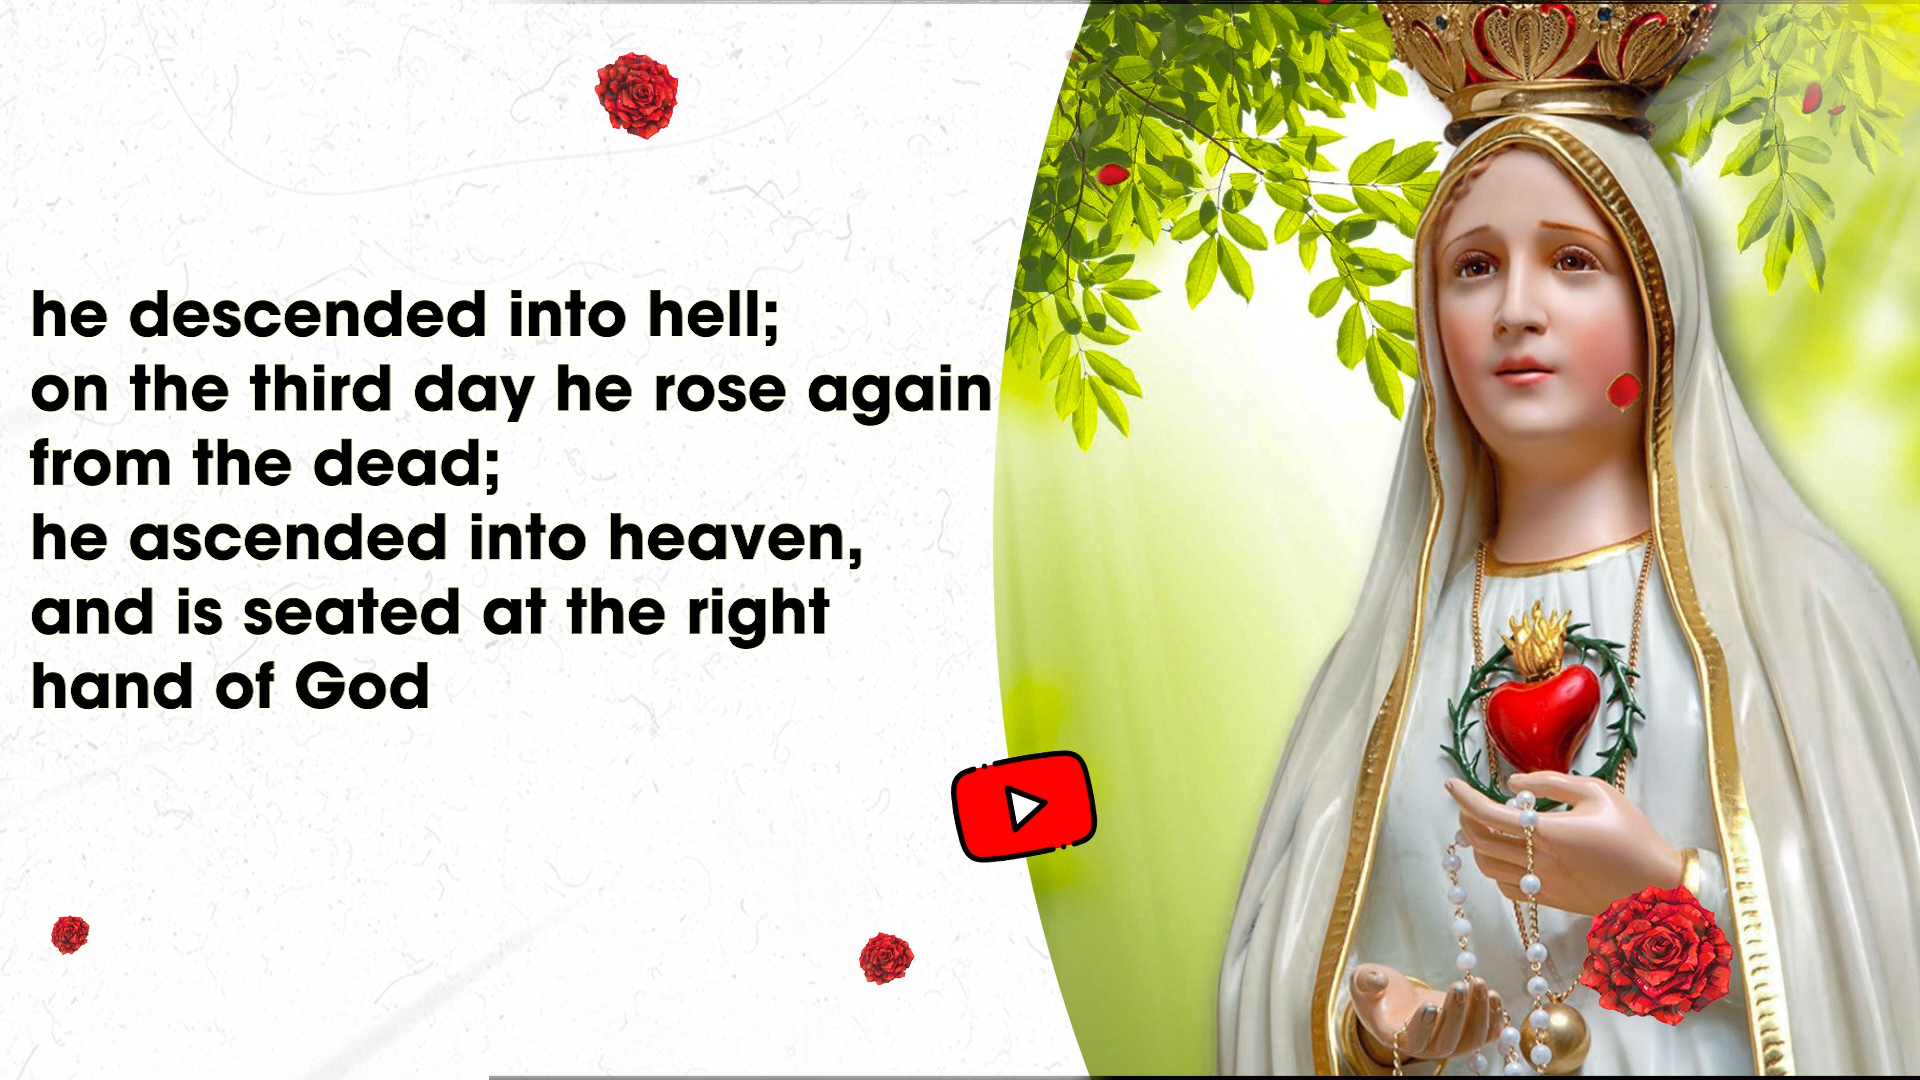 he descended into hell;
on the third day he rose again
from the dead;
he ascended into heaven,
and is seated at the right
hand of God